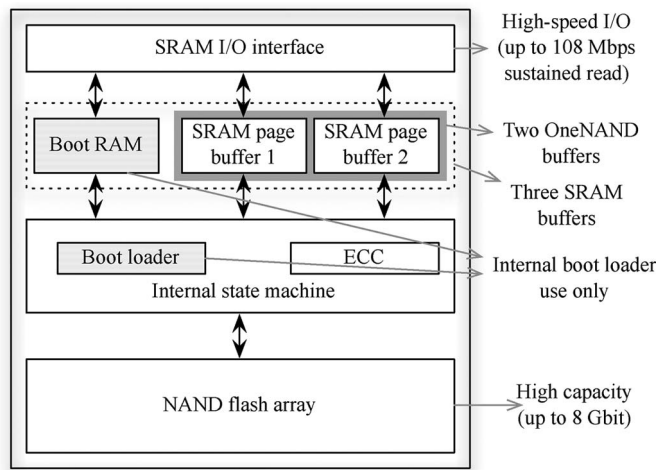 SRAM I/O interface
High-speed I/O
(up to 108 Mbps
sustained read)
Boot RAM
SRAM page
buffer 1
SRAM page
buffer 2
Two OneNAND
buffers
Three SRAM
buffers
Boot loader
ECC
Internal state machine
Internal boot loader
use only
NAND flash array
High capacity
(up to 8 Gbit)